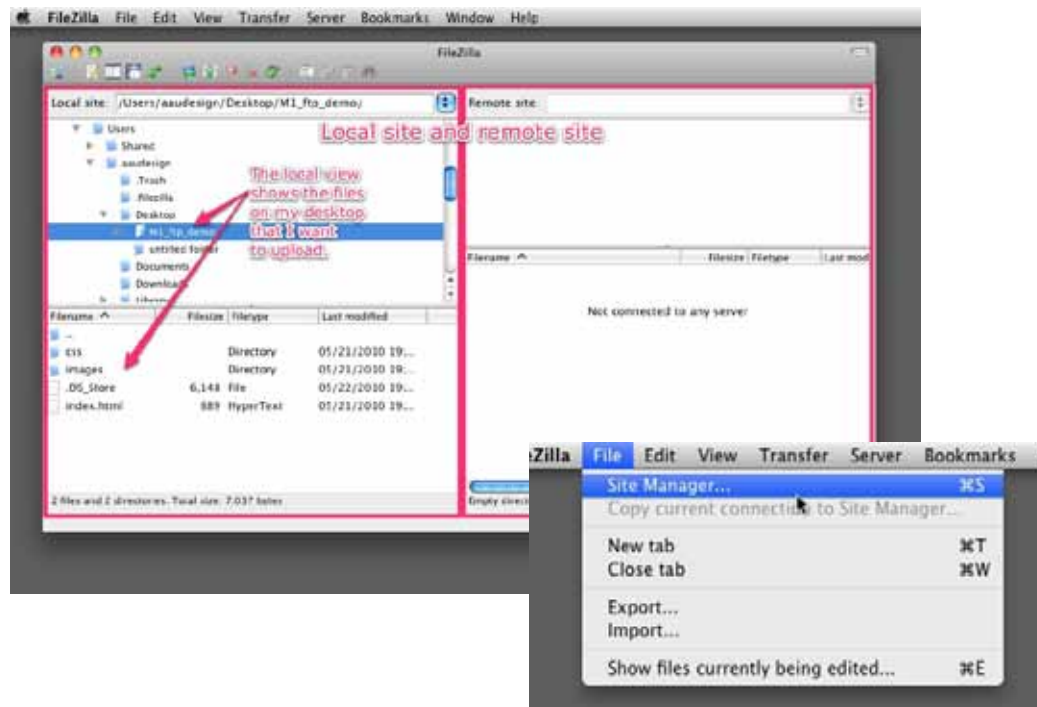 FileZilla File Edit View Transfer Server Bookmarks Window Help
FileZilla
Local site: /Users/aaudesign/Desktop/M1_ftp_demo/
Remote site:
Local site and remote site
Users
Shared
aaudesign
.Trash
.filezilla
Desktop
M1_ftp_demo
untitled folder
Documents
Downloads
Library
The local view
shows the files
on my desktop
that I want
to upload.
Filename Filesize Filetype Last modified
..
css Directory 05/21/2010 19...
images Directory 05/21/2010 19...
.DS_Store 6,148 File 05/22/2010 19...
index.html 889 HyperText 05/21/2010 19...
2 files and 2 directories. Total size: 7,037 bytes
Filename Filesize Filetype Last mod
Not connected to any server
Empty direc
Zilla File Edit View Transfer Server Bookmarks
Site Manager... ⌘S
Copy current connection to Site Manager...
New tab ⌘T
Close tab ⌘W
Export...
Import...
Show files currently being edited... ⌘E